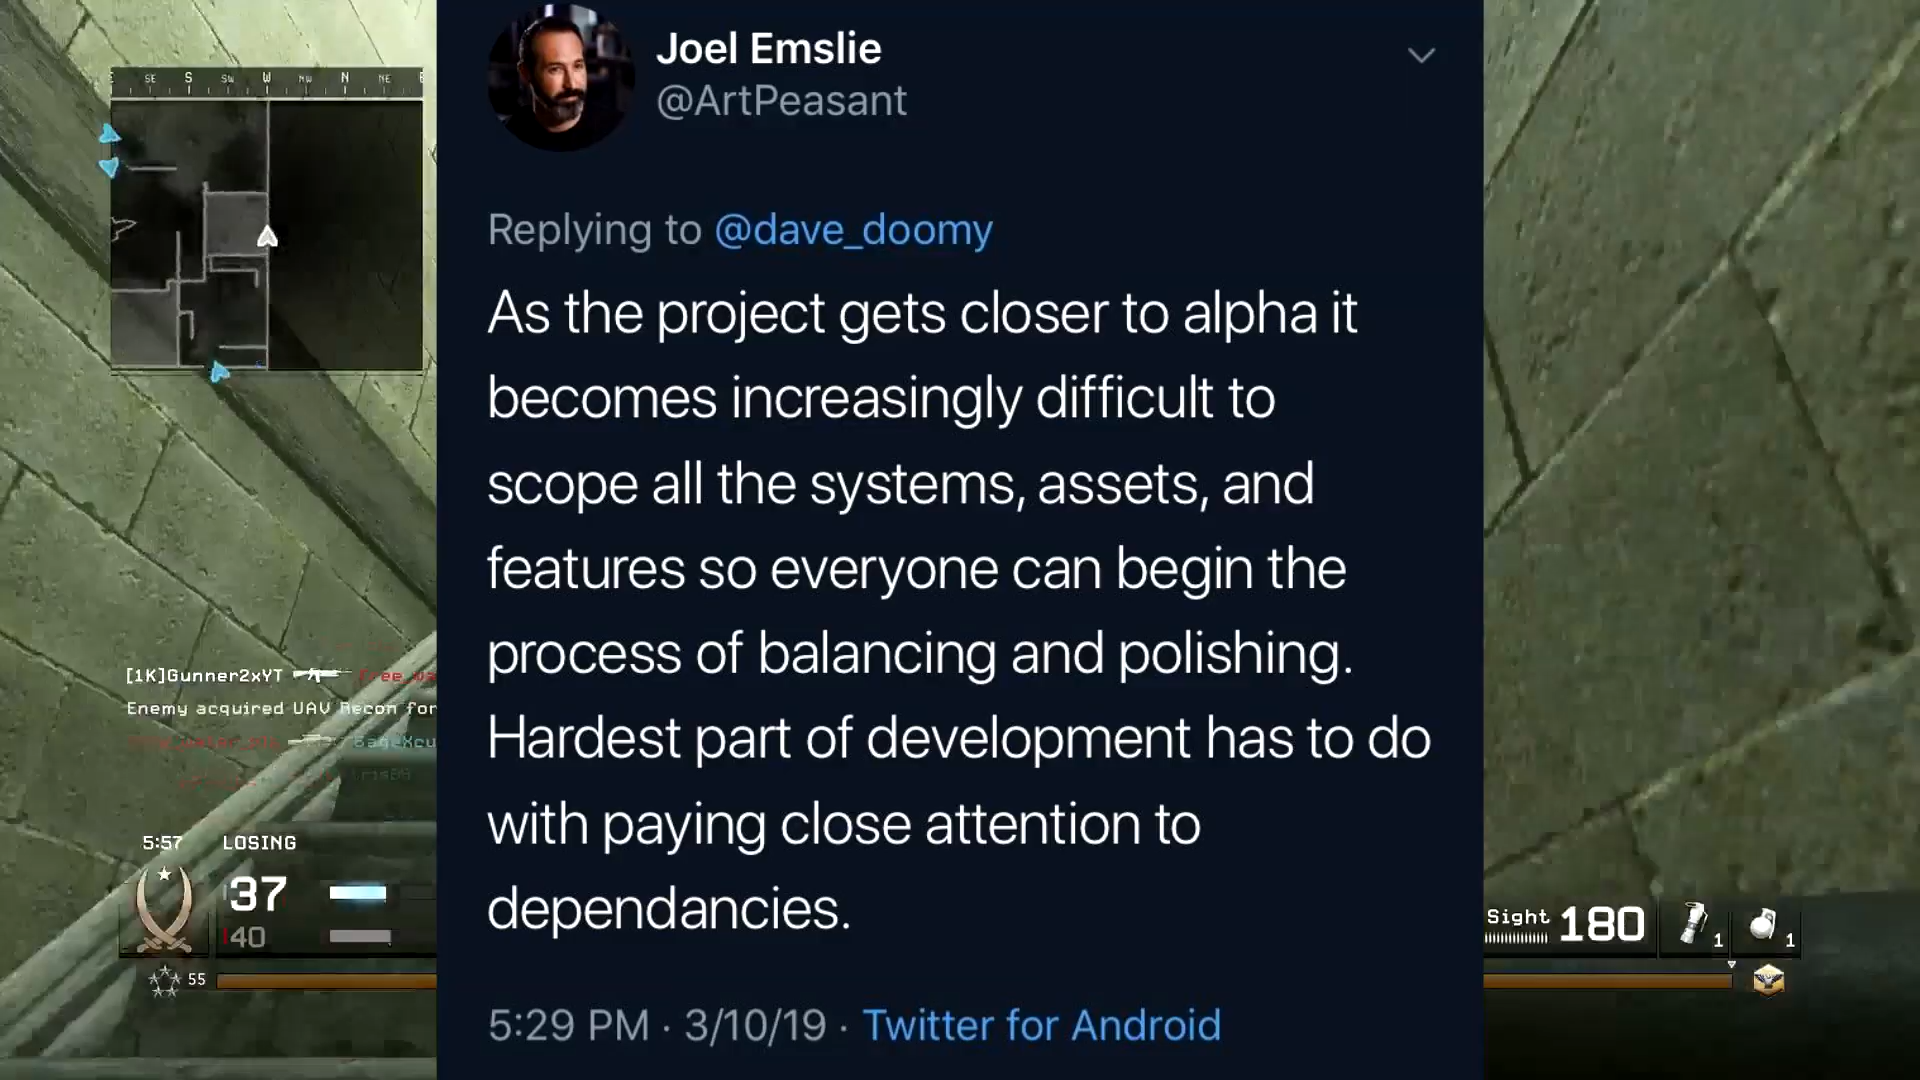 Joel Emslie
@ArtPeasant
Replying to @dave_doomy
As the project gets closer to alpha it
becomes increasingly difficult to
scope all the systems, assets, and
features so everyone can begin the
process of balancing and polishing.
Hardest part of development has to do
with paying close attention to
dependancies.
5:29 PM · 3/10/19 · Twitter for Android
SE S SW W NW N NE
[1K]Gunner2xYT
Enemy acquired UAV Recon for
5:57 LOSING
37
40
55
Sight 180 1 1